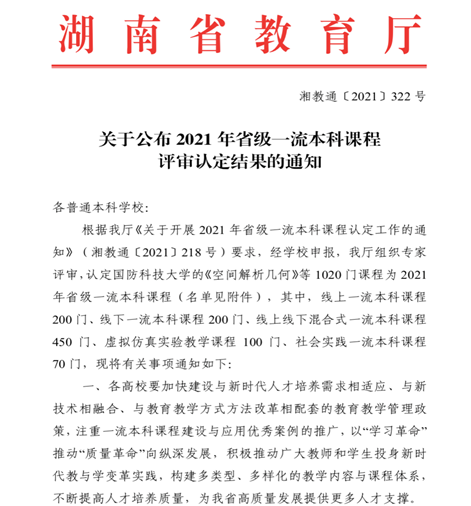 湖南省教育厅
湘教通〔2021〕322 号
关于公布 2021 年省级一流本科课程
评审认定结果的通知
各普通本科学校：
根据我厅《关于开展 2021 年省级一流本科课程认定工作的通
知》（湘教通〔2021〕218 号）要求，经学校申报，我厅组织专家
评审，认定国防科技大学的《空间解析几何》等 1020 门课程为 2021
年省级一流本科课程（名单见附件），其中，线上一流本科课程
200 门、线下一流本科课程 200 门、线上线下混合式一流本科课程
450 门、虚拟仿真实验教学课程 100 门、社会实践一流本科课程
70 门，现将有关事项通知如下：
一、各高校要加快建设与新时代人才培养需求相适应、与新
技术相融合、与教育教学方式方法改革相配套的教育教学管理政
策，注重一流本科课程建设与应用优秀案例的推广，以“学习革命”
推动“质量革命”向纵深发展，积极推动广大教师和学生投身新时
代教与学变革实践，构建多类型、多样化的教学内容与课程体系，
不断提高人才培养质量，为我省高质量发展提供更多人才支撑。